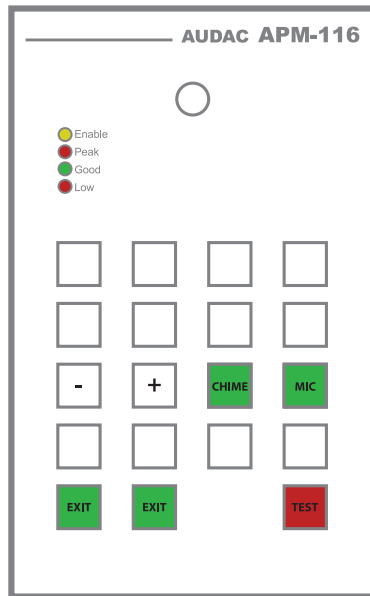 AUDAC APM-116
Enable
Peak
Good
Low
- + CHIME MIC
EXIT EXIT TEST